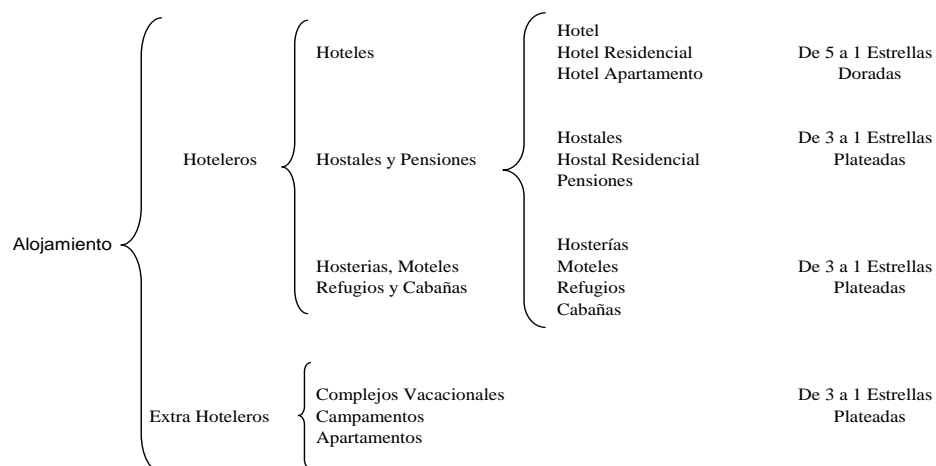 Hotel
Hoteles
Hotel Residencial
De 5 a 1 Estrellas
Hotel Apartamento
Doradas
Hostales
De 3 a 1 Estrellas
Hoteleros
Hostales y Pensiones
Hostal Residencial
Plateadas
Pensiones
Alojamiento
Hosterías
Hosterias, Moteles
Moteles
De 3 a 1 Estrellas
Refugios y Cabañas
Refugios
Plateadas
Cabañas
Complejos Vacacionales
De 3 a 1 Estrellas
Extra Hoteleros
Campamentos
Plateadas
Apartamentos